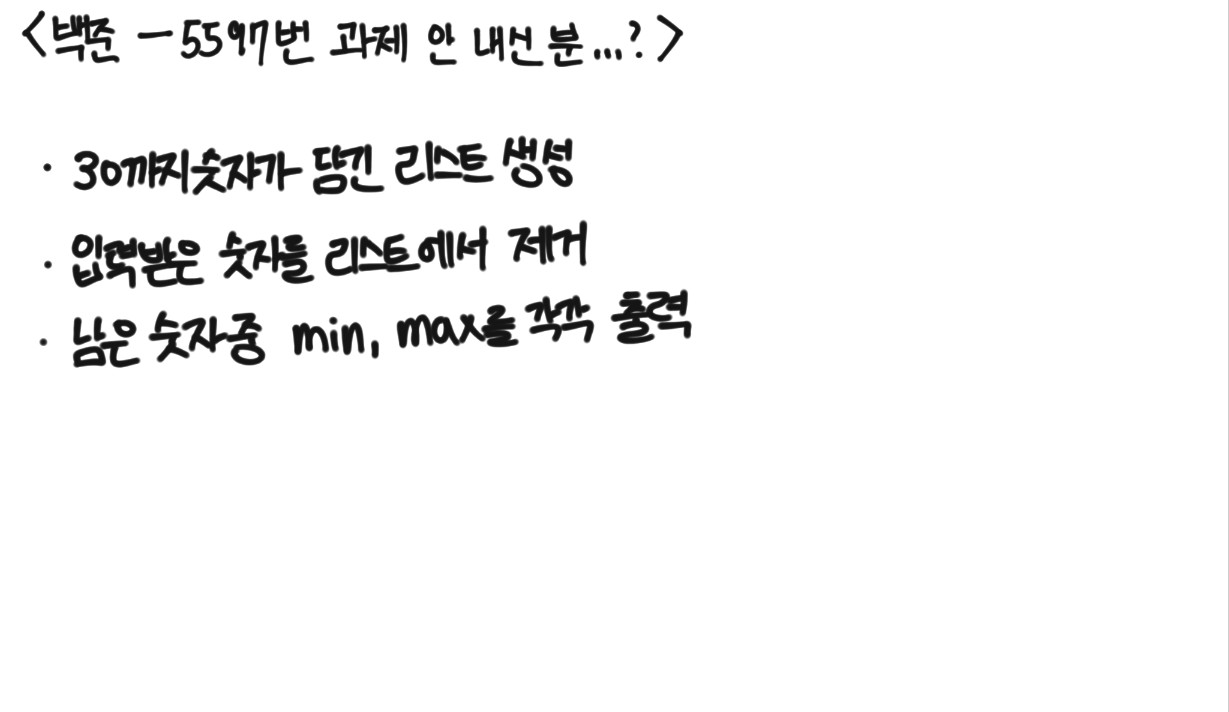 <백준 - 5597번 과제 안 내신 분...?>
· 30까지숫자가 담긴 리스트 생성
· 입력받은 숫자를 리스트에서 제거
· 남은 숫자중 min, max를 각각 출력